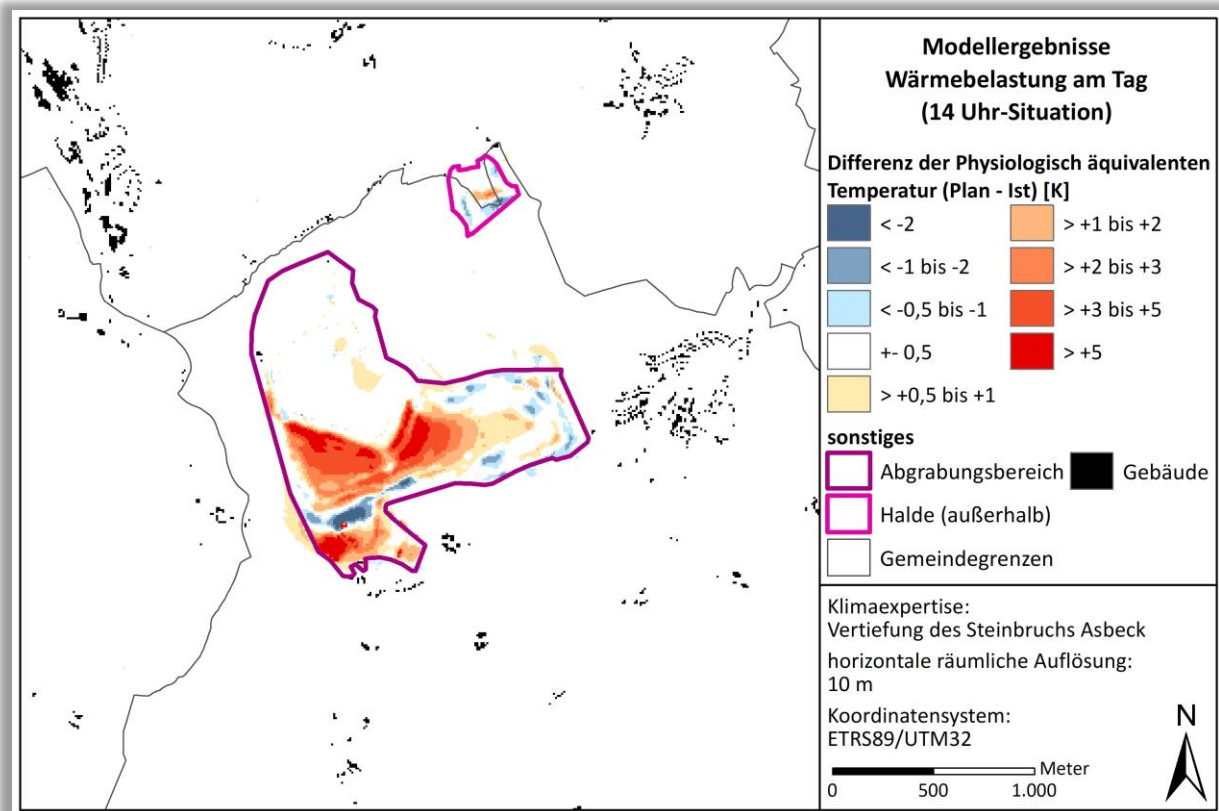 Modellergebnisse
Wärmebelastung am Tag
(14 Uhr-Situation)
Differenz der Physiologisch äquivalenten
Temperatur (Plan - Ist) [K]
< -2
< -1 bis -2
< -0,5 bis -1
+- 0,5
> +0,5 bis +1
> +1 bis +2
> +2 bis +3
> +3 bis +5
> +5
sonstiges
Abgrabungsbereich
Gebäude
Halde (außerhalb)
Gemeindegrenzen
Klimaexpertise:
Vertiefung des Steinbruchs Asbeck
horizontale räumliche Auflösung:
10 m
Koordinatensystem:
ETRS89/UTM32
N
Meter
0 500 1.000